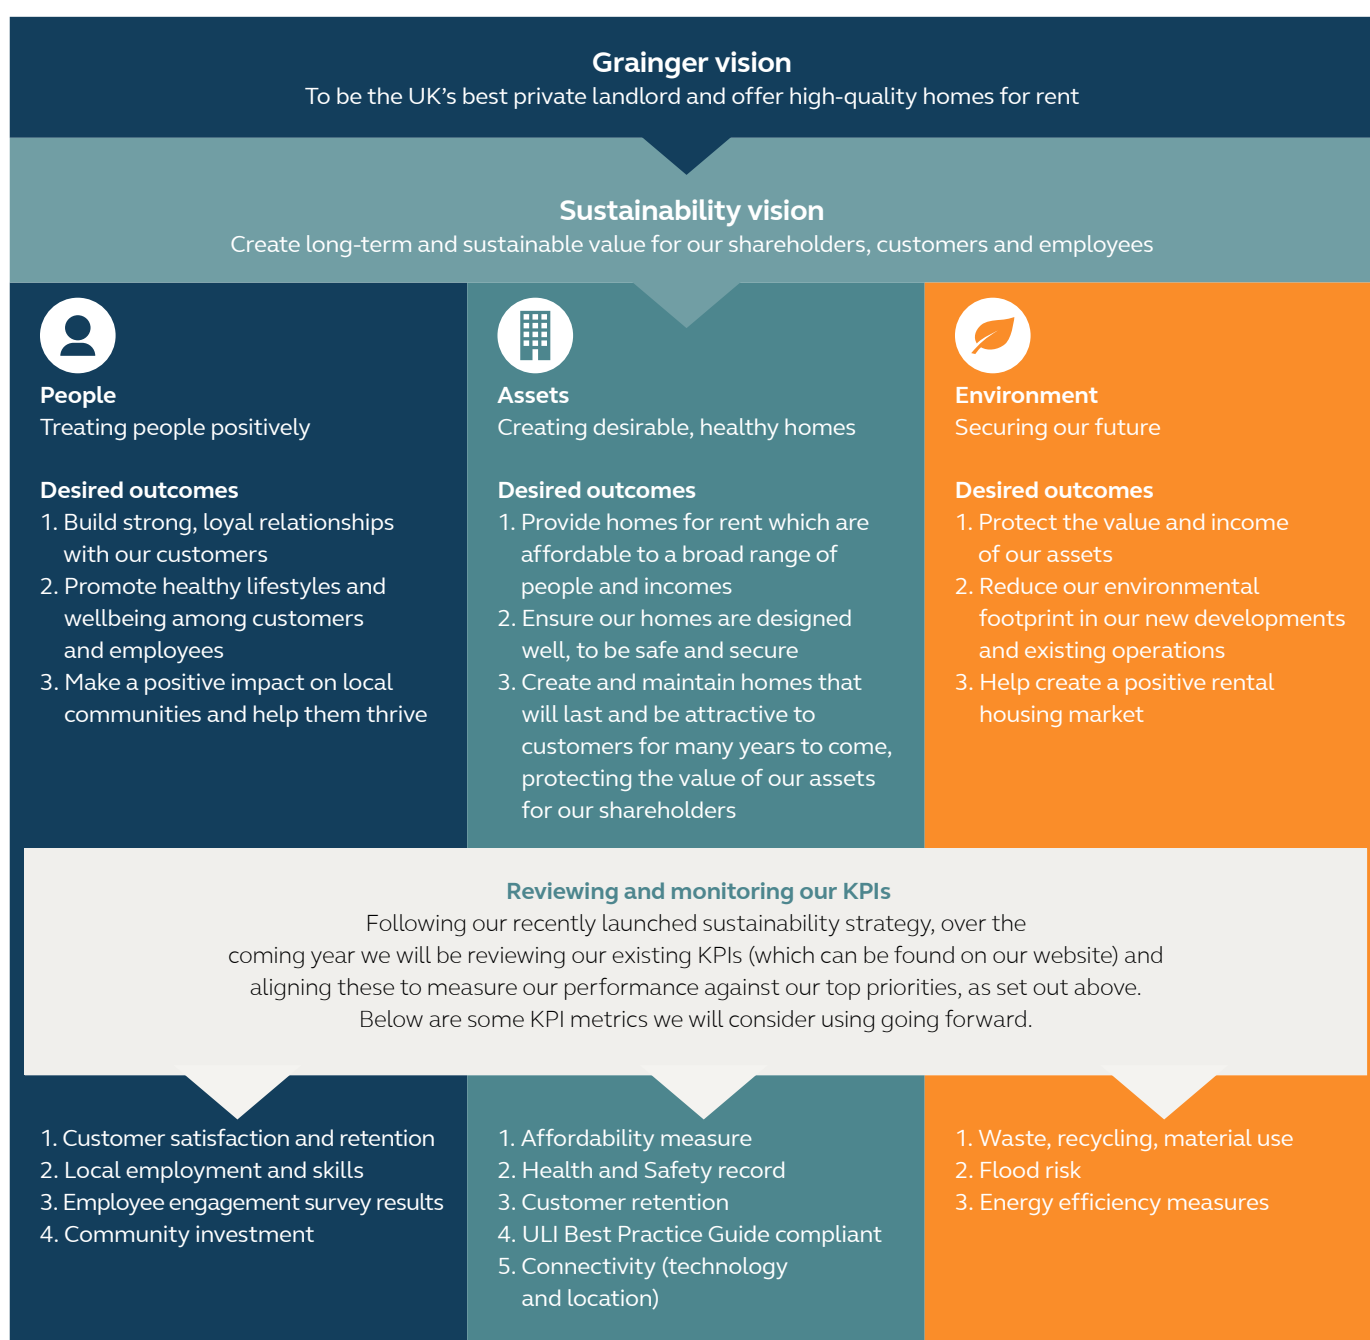 Grainger vision
To be the UK's best private landlord and offer high-quality homes for rent
Sustainability vision
Create long-term and sustainable value for our shareholders, customers and employees
People
Treating people positively
Desired outcomes
1. Build strong, loyal relationships
with our customers
2. Promote healthy lifestyles and
wellbeing among customers
and employees
3. Make a positive impact on local
communities and help them thrive
Assets
Creating desirable, healthy homes
Desired outcomes
1. Provide homes for rent which are
affordable to a broad range of
people and incomes
2. Ensure our homes are designed
well, to be safe and secure
3. Create and maintain homes that
will last and be attractive to
customers for many years to come,
protecting the value of our assets
for our shareholders
Environment
Securing our future
Desired outcomes
1. Protect the value and income
of our assets
2. Reduce our environmental
footprint in our new developments
and existing operations
3. Help create a positive rental
housing market
Reviewing and monitoring our KPIs
Following our recently launched sustainability strategy, over the
coming year we will be reviewing our existing KPIs (which can be found on our website) and
aligning these to measure our performance against our top priorities, as set out above.
Below are some KPI metrics we will consider using going forward.
1. Customer satisfaction and retention
2. Local employment and skills
3. Employee engagement survey results
4. Community investment
1. Affordability measure
2. Health and Safety record
3. Customer retention
4. ULI Best Practice Guide compliant
5. Connectivity (technology
and location)
1. Waste, recycling, material use
2. Flood risk
3. Energy efficiency measures